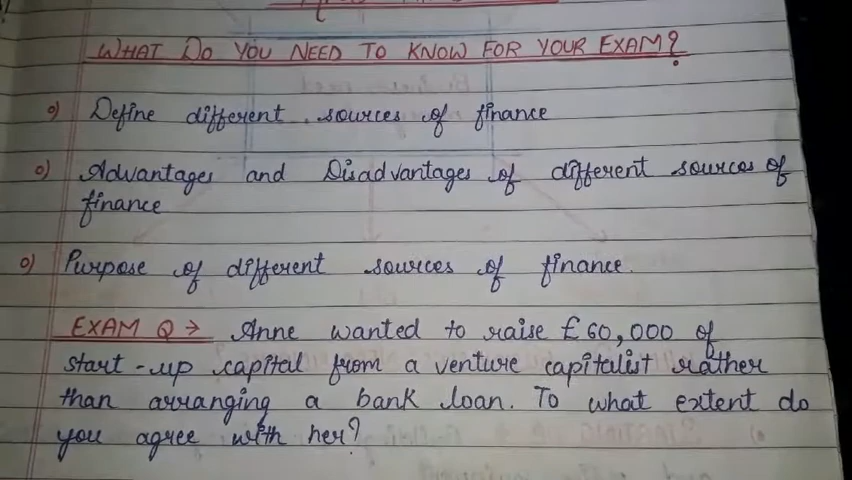 WHAT DO YOU NEED TO KNOW FOR YOUR EXAM?
o) Define different sources of finance
o) Advantages and Disadvantages of different sources of
finance
o) Purpose of different sources of finance.
EXAM Q → Anne wanted to raise £60,000 of
start-up capital from a venture capitalist rather
than arranging a bank loan. To what extent do
you agree with her?